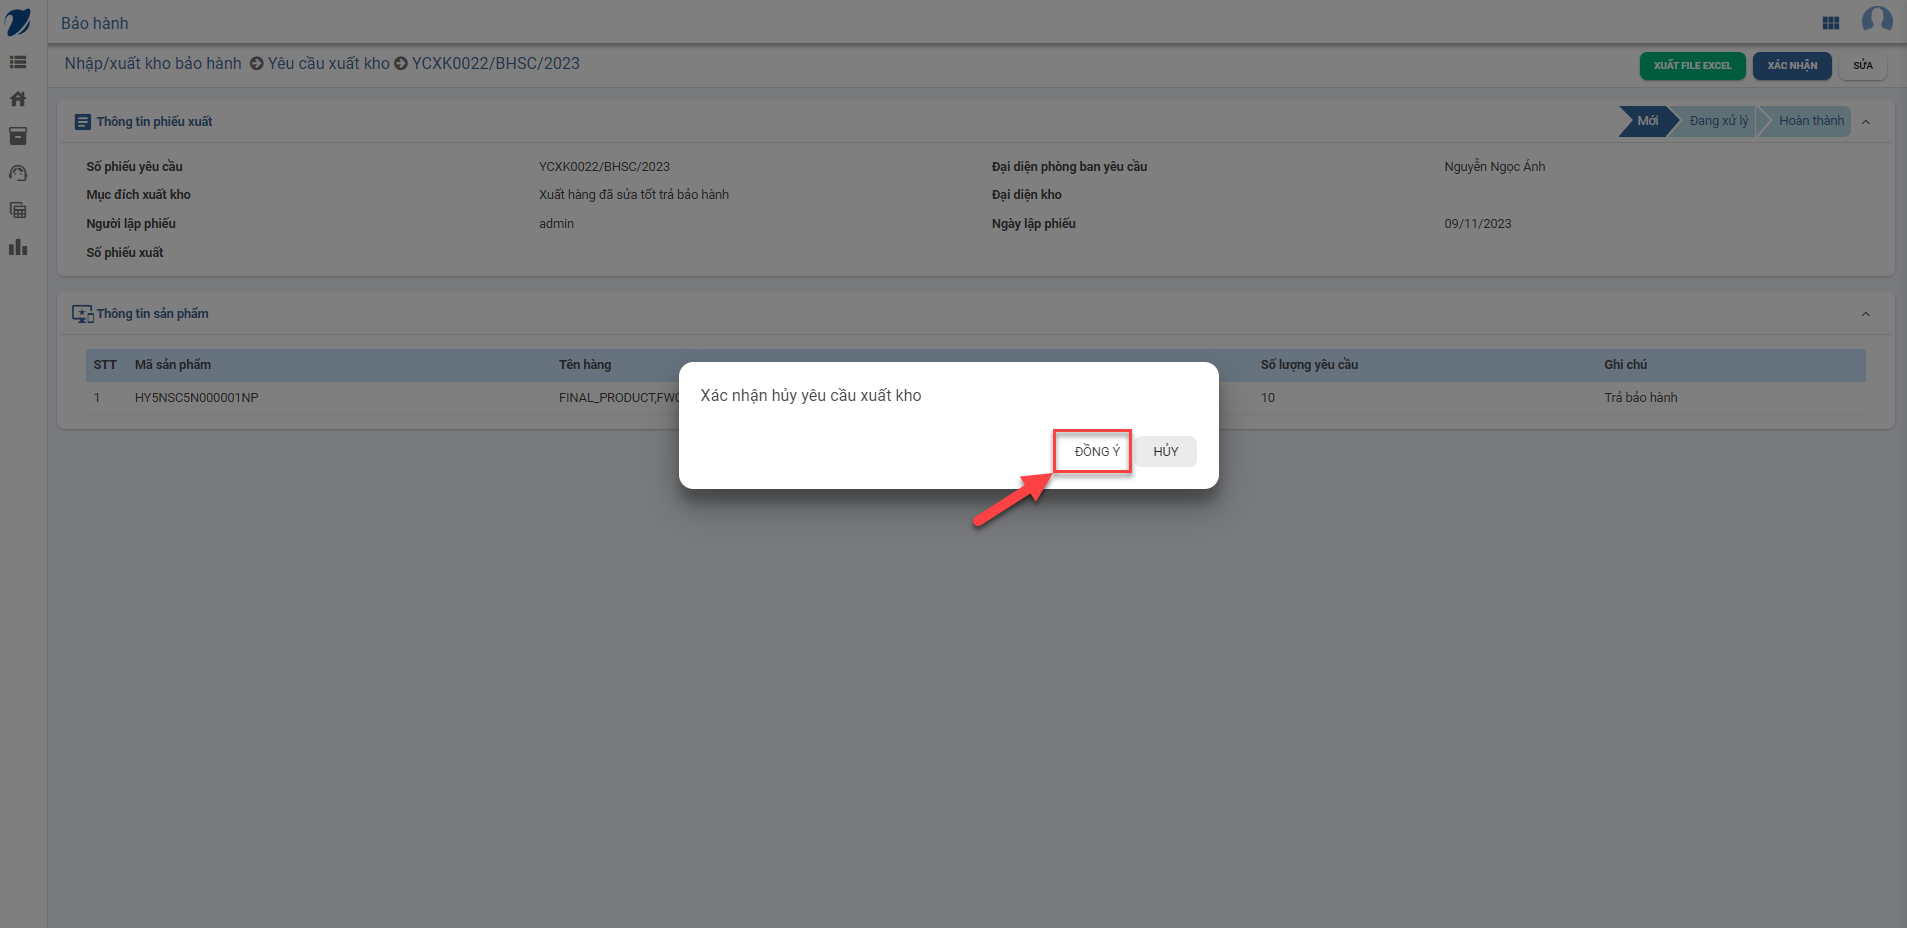 Bảo hành
Nhập/xuất kho bảo hành Yêu cầu xuất kho YCXK0022/BHSC/2023
XUẤT FILE EXCEL XÁC NHẬN SỬA
Thông tin phiếu xuất
Mới Đang xử lý Hoàn thành
Số phiếu yêu cầu YCXK0022/BHSC/2023 Đại diện phòng ban yêu cầu Nguyễn Ngọc Ánh
Mục đích xuất kho Xuất hàng đã sửa tốt trả bảo hành Đại diện kho
Người lập phiếu admin Ngày lập phiếu 09/11/2023
Số phiếu xuất
Thông tin sản phẩm
STT Mã sản phẩm Tên hàng Số lượng yêu cầu Ghi chú
1 HY5NSC5N000001NP FINAL_PRODUCT,FW 10 Trả bảo hành
Xác nhận hủy yêu cầu xuất kho
ĐỒNG Ý HỦY